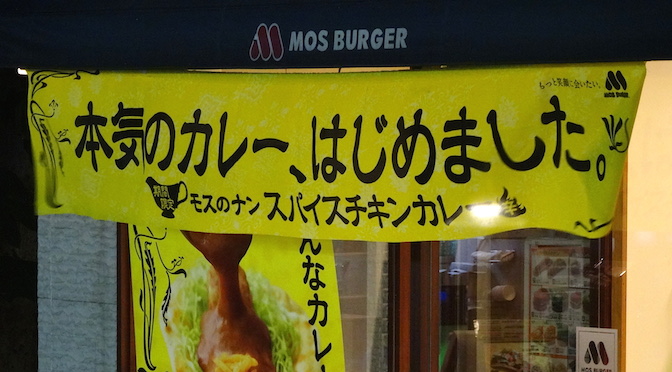 MOS BURGER
もっと笑顔に会いたい。
MOS BURGER
本気のカレー、はじめました。
期間
限定
モスのナン スパイスチキンカレー
んなカレー
MOS BURGER